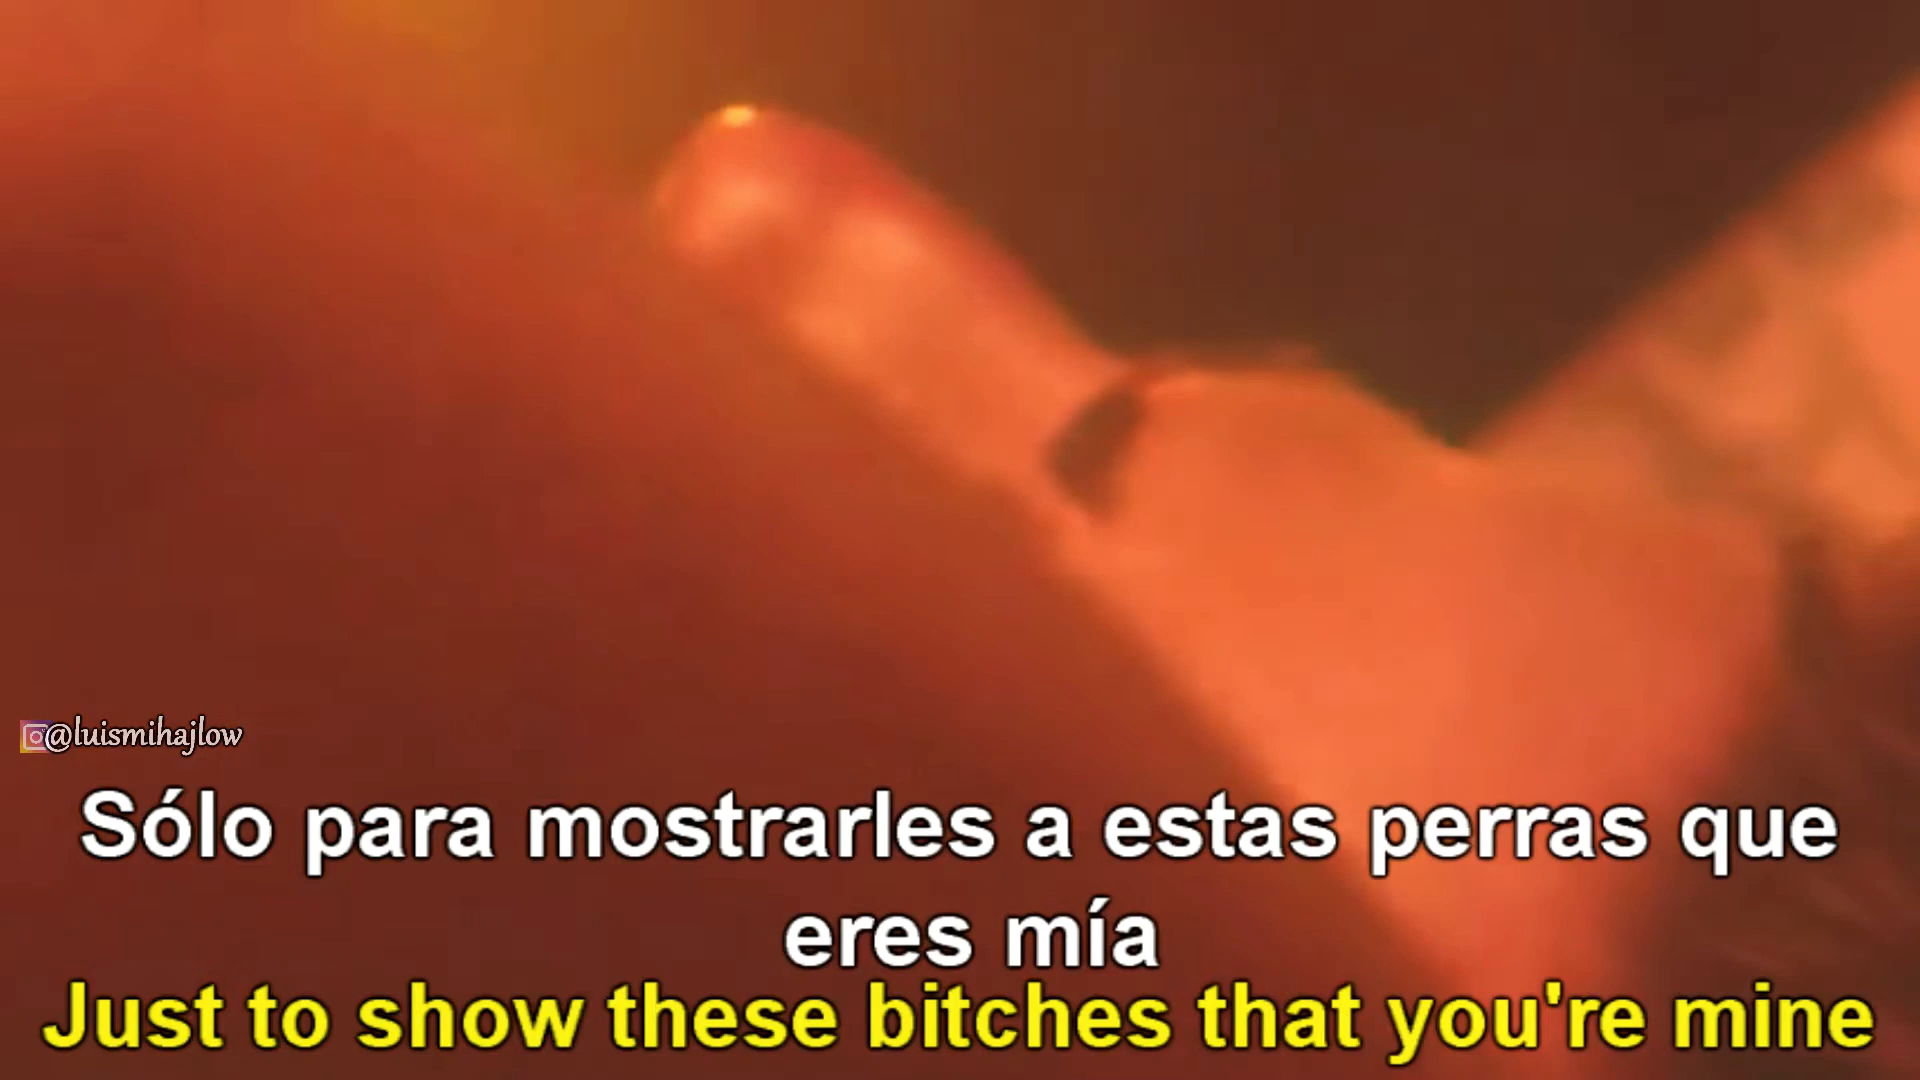 @luismihajlow
Sólo para mostrarles a estas perras que
eres mía
Just to show these bitches that you're mine